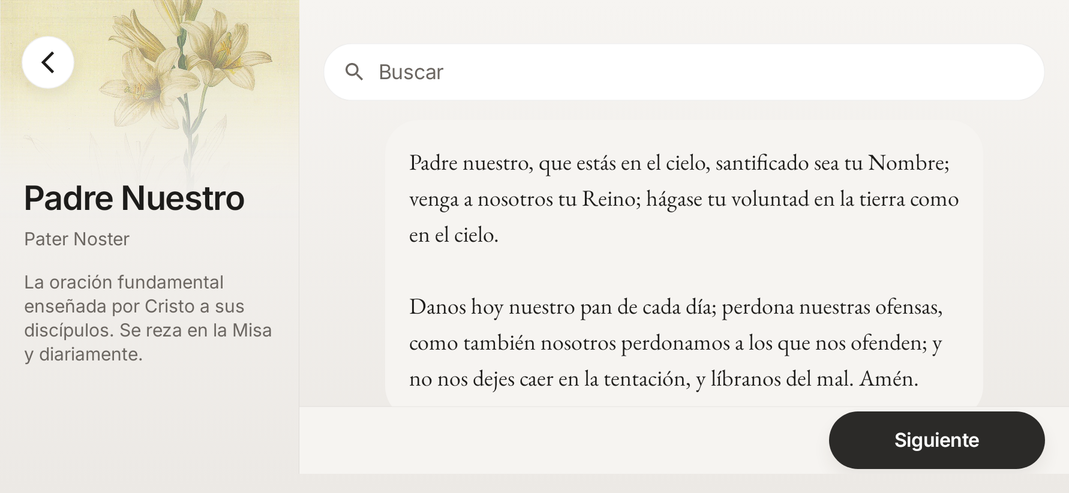 Padre Nuestro
Pater Noster
La oración fundamental
enseñada por Cristo a sus
discípulos. Se reza en la Misa
y diariamente.
Buscar
Padre nuestro, que estás en el cielo, santificado sea tu Nombre;
venga a nosotros tu Reino; hágase tu voluntad en la tierra como
en el cielo.
Danos hoy nuestro pan de cada día; perdona nuestras ofensas,
como también nosotros perdonamos a los que nos ofenden; y
no nos dejes caer en la tentación, y líbranos del mal. Amén.
Siguiente